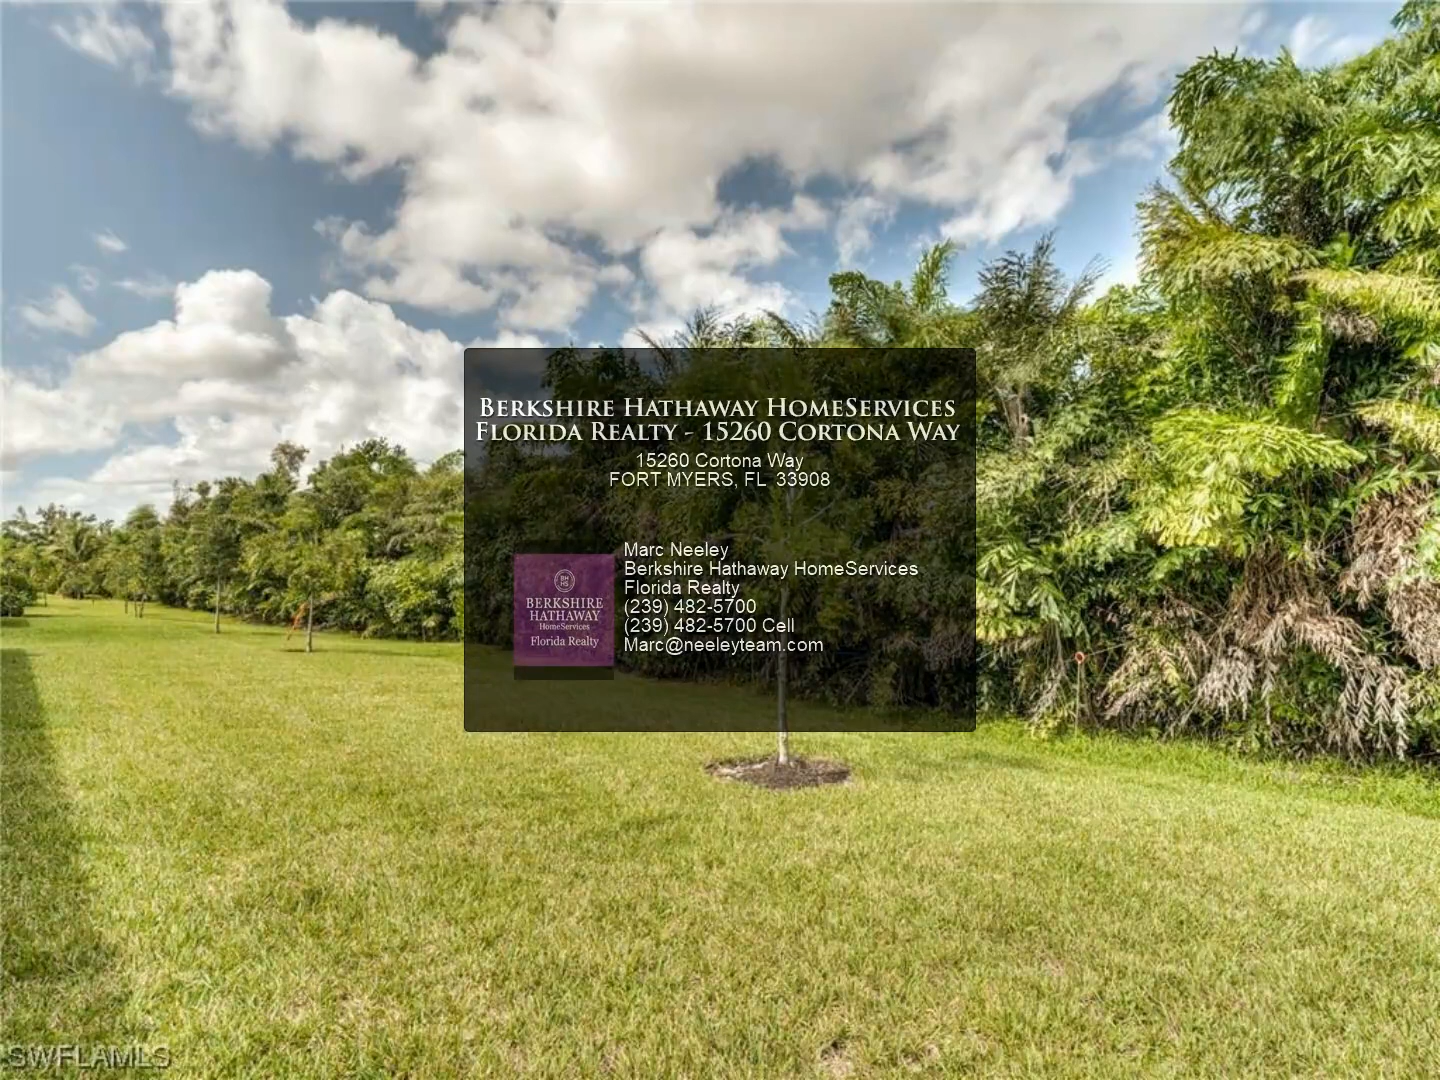 BERKSHIRE HATHAWAY HOMESERVICES
FLORIDA REALTY - 15260 CORTONA WAY
15260 Cortona Way
FORT MYERS, FL 33908
Marc Neeley
Berkshire Hathaway HomeServices
Florida Realty
(239) 482-5700
(239) 482-5700 Cell
Marc@neeleyteam.com
BH
HS
BERKSHIRE
HATHAWAY
HomeServices
Florida Realty
SWFLAMLS